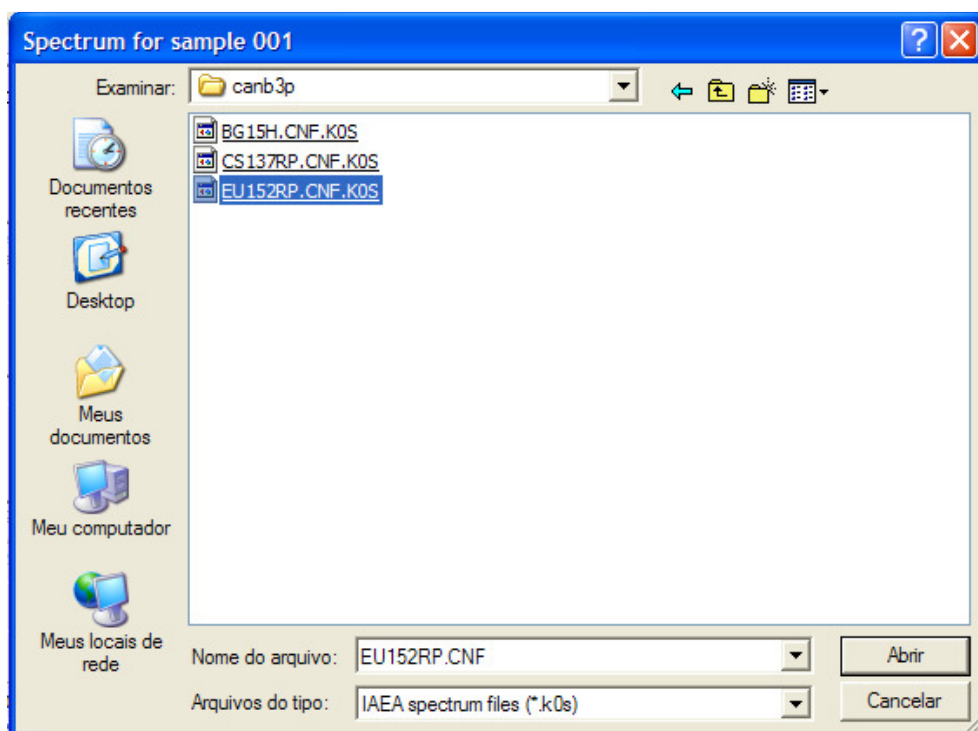 Spectrum for sample 001
Examinar: canb3p
BG15H.CNF.K0S
CS137RP.CNF.K0S
EU152RP.CNF.K0S
Documentos
recentes
Desktop
Meus
documentos
Meu computador
Meus locais de
rede
Nome do arquivo: EU152RP.CNF Abrir
Arquivos do tipo: IAEA spectrum files (*.k0s) Cancelar